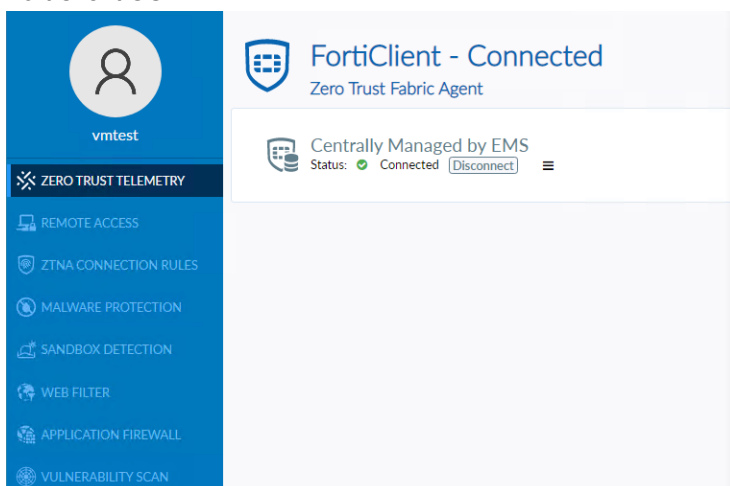 vmtest
ZERO TRUST TELEMETRY
REMOTE ACCESS
ZTNA CONNECTION RULES
MALWARE PROTECTION
SANDBOX DETECTION
WEB FILTER
APPLICATION FIREWALL
VULNERABILITY SCAN
FortiClient - Connected
Zero Trust Fabric Agent
Centrally Managed by EMS
Status: Connected Disconnect